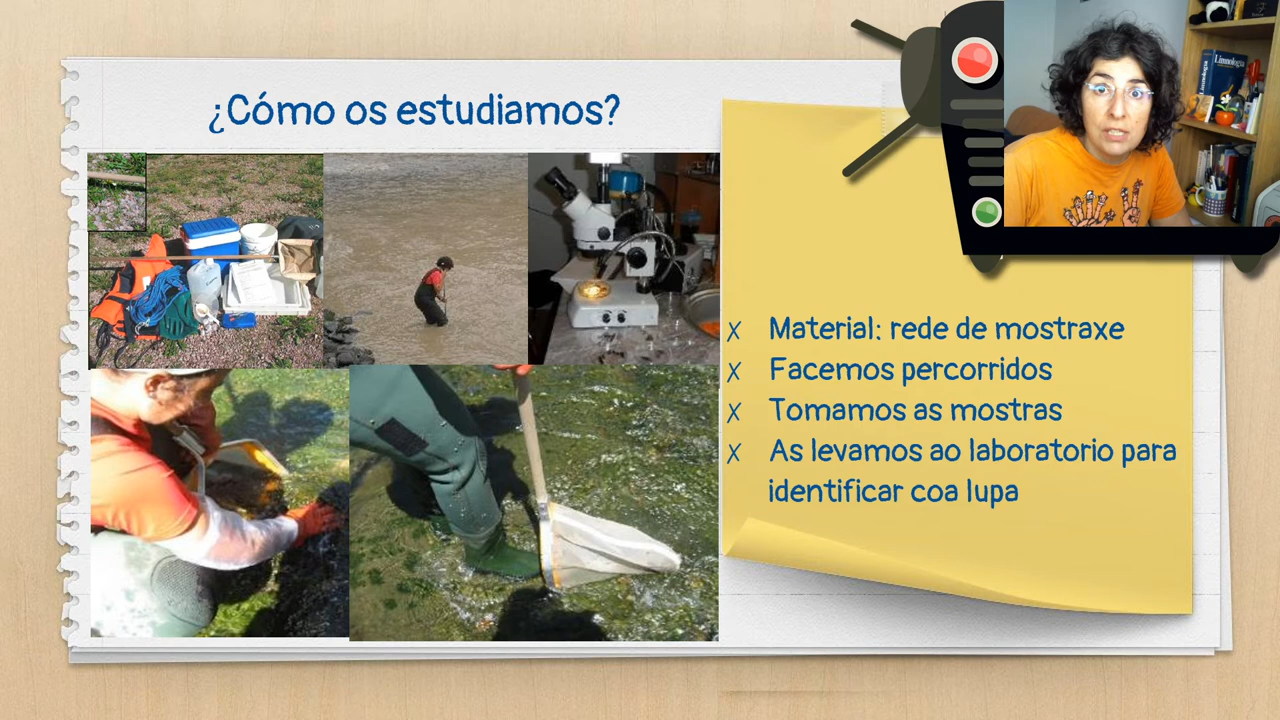 ¿Cómo os estudiamos?
Limnología
Material: rede de mostraxe
Facemos percorridos
Tomamos as mostras
As levamos ao laboratorio para
identificar coa lupa